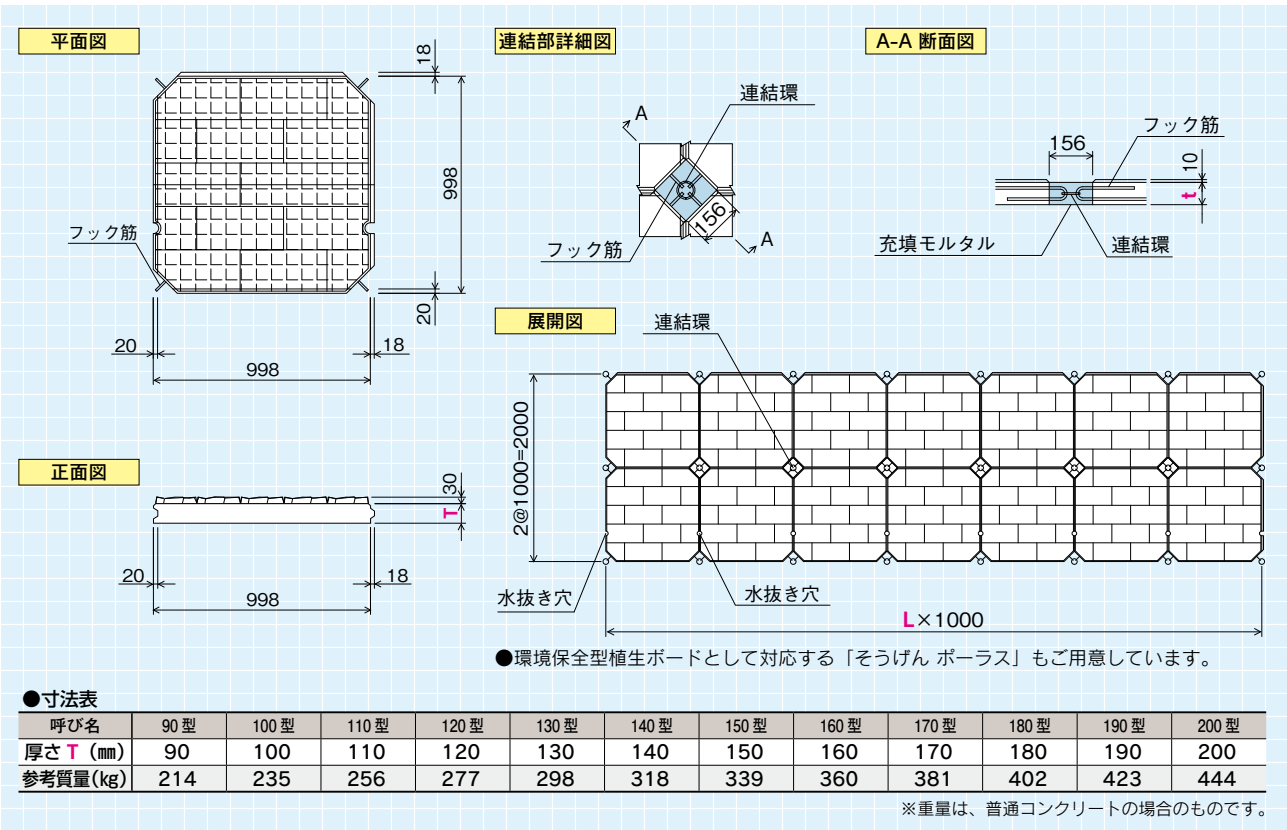 平面図
18
998
フック筋
20
20
18
998
連結部詳細図
A
連結環
156
フック筋
A
A-A 断面図
フック筋
156
10
t
充填モルタル
連結環
正面図
30
T
20
18
998
展開図
連結環
2@1000=2000
水抜き穴
水抜き穴
L×1000
●環境保全型植生ボードとして対応する「そうげん ポーラス」もご用意しています。
●寸法表
呼び名 90型 100型 110型 120型 130型 140型 150型 160型 170型 180型 190型 200型
厚さ T (㎜) 90 100 110 120 130 140 150 160 170 180 190 200
参考質量(kg) 214 235 256 277 298 318 339 360 381 402 423 444
※重量は、普通コンクリートの場合のものです。